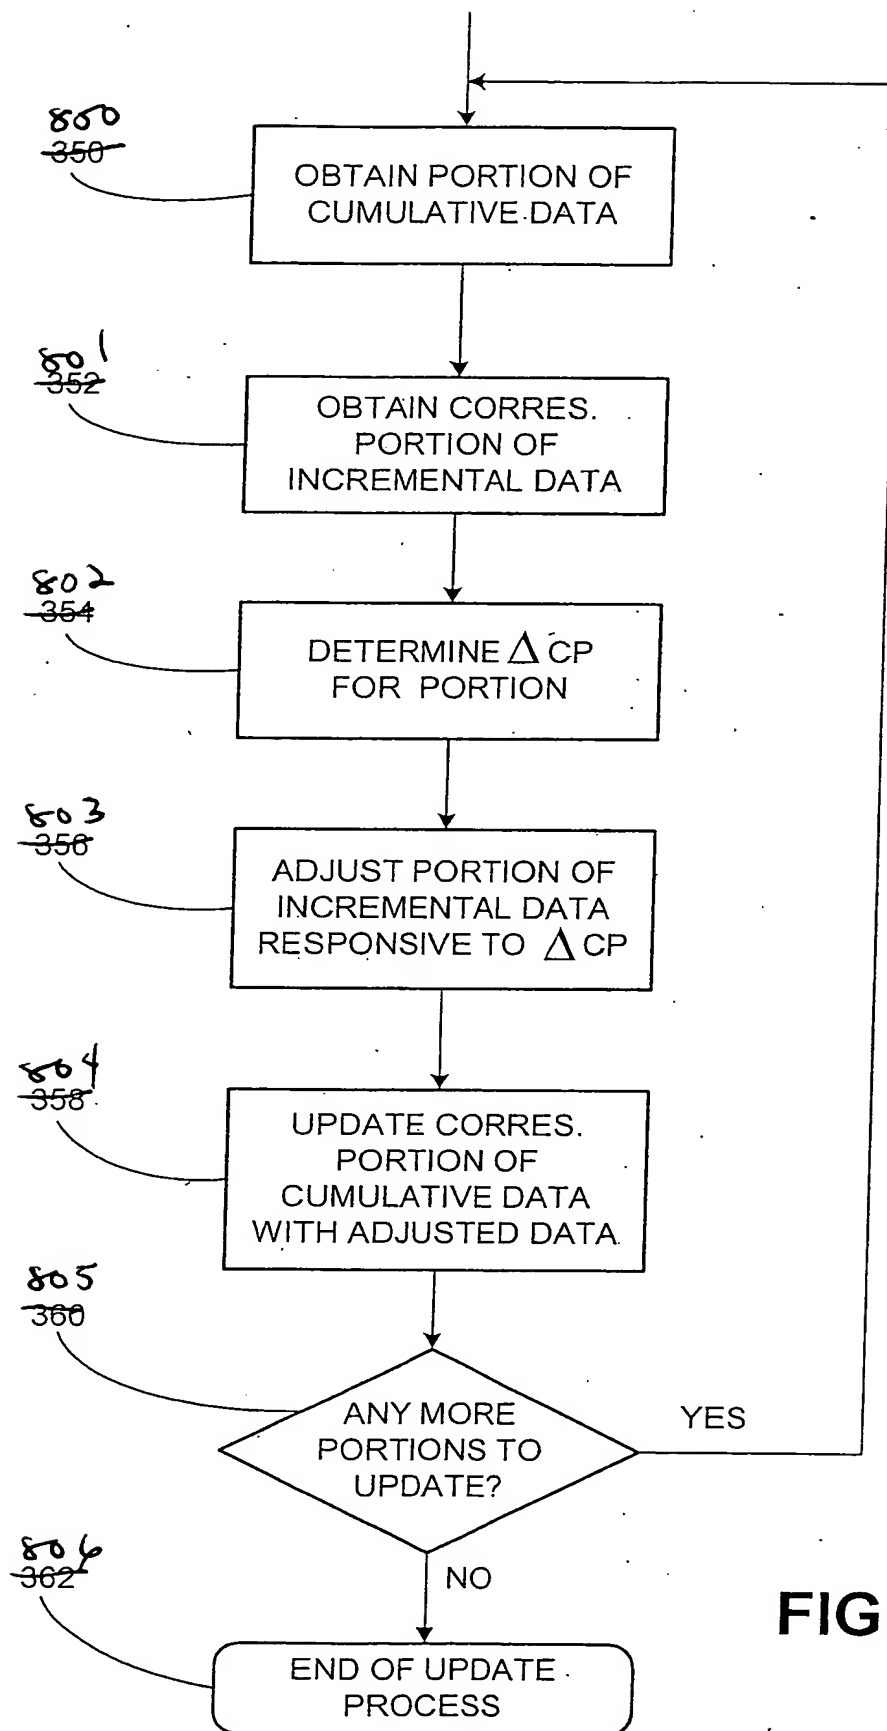 800
350
OBTAIN PORTION OF
CUMULATIVE DATA
801
352
OBTAIN CORRES.
PORTION OF
INCREMENTAL DATA
802
354
DETERMINE Δ CP
FOR PORTION
803
356
ADJUST PORTION OF
INCREMENTAL DATA
RESPONSIVE TO Δ CP
804
358
UPDATE CORRES.
PORTION OF
CUMULATIVE DATA
WITH ADJUSTED DATA
805
360
ANY MORE
PORTIONS TO
UPDATE?
YES
NO
806
362
END OF UPDATE
PROCESS
FIG